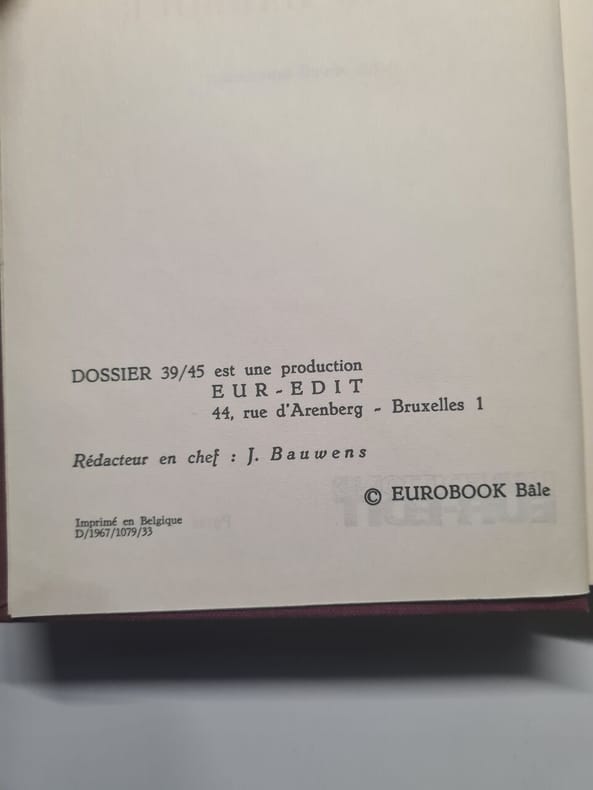 DOSSIER 39/45 est une production
EUR-EDIT
44, rue d'Arenberg - Bruxelles 1
Rédacteur en chef : J. Bauwens
© EUROBOOK Bâle
Imprimé en Belgique
D/1967/1079/33